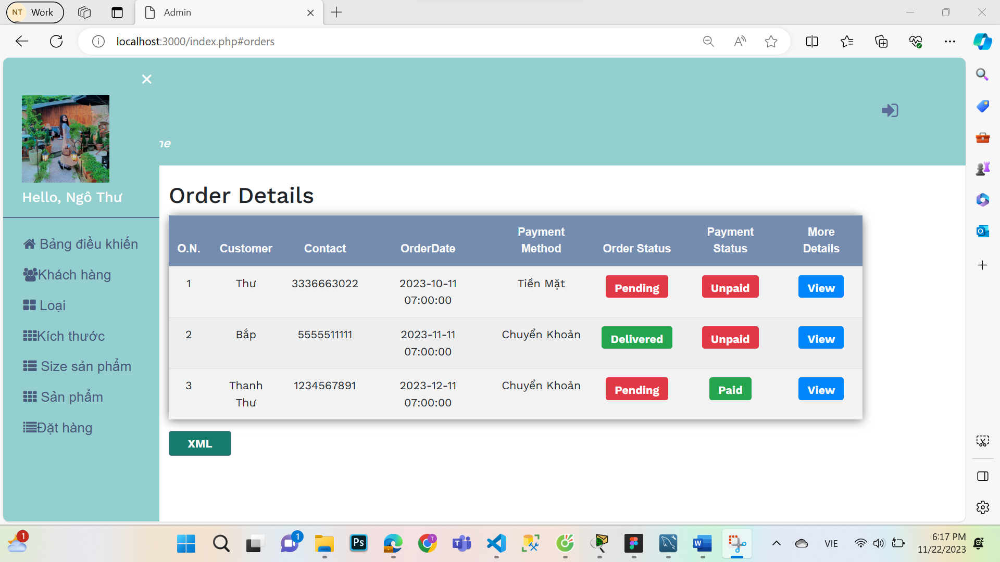 NT Work
Admin
localhost:3000/index.php#orders
Hello, Ngô Thư
Bảng điều khiển
Khách hàng
Loại
Kích thước
Size sản phẩm
Sản phẩm
Đặt hàng
Order Details
O.N. Customer Contact OrderDate Payment Method Order Status Payment Status More Details
1 Thư 3336663022 2023-10-11 07:00:00 Tiền Mặt Pending Unpaid View
2 Bắp 5555511111 2023-11-11 07:00:00 Chuyển Khoản Delivered Unpaid View
3 Thanh Thư 1234567891 2023-12-11 07:00:00 Chuyển Khoản Pending Paid View
XML
1
1
Ps
VIE
6:17 PM
11/22/2023